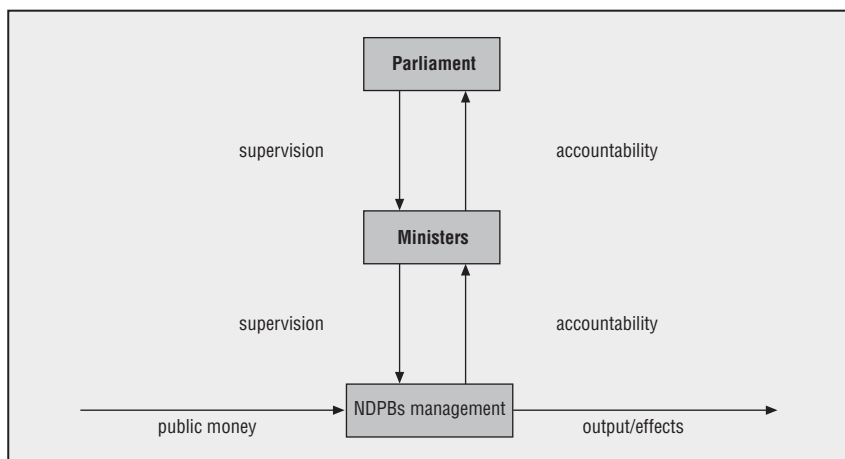 Parliament
supervision
accountability
Ministers
supervision
accountability
NDPBs management
public money
output/effects